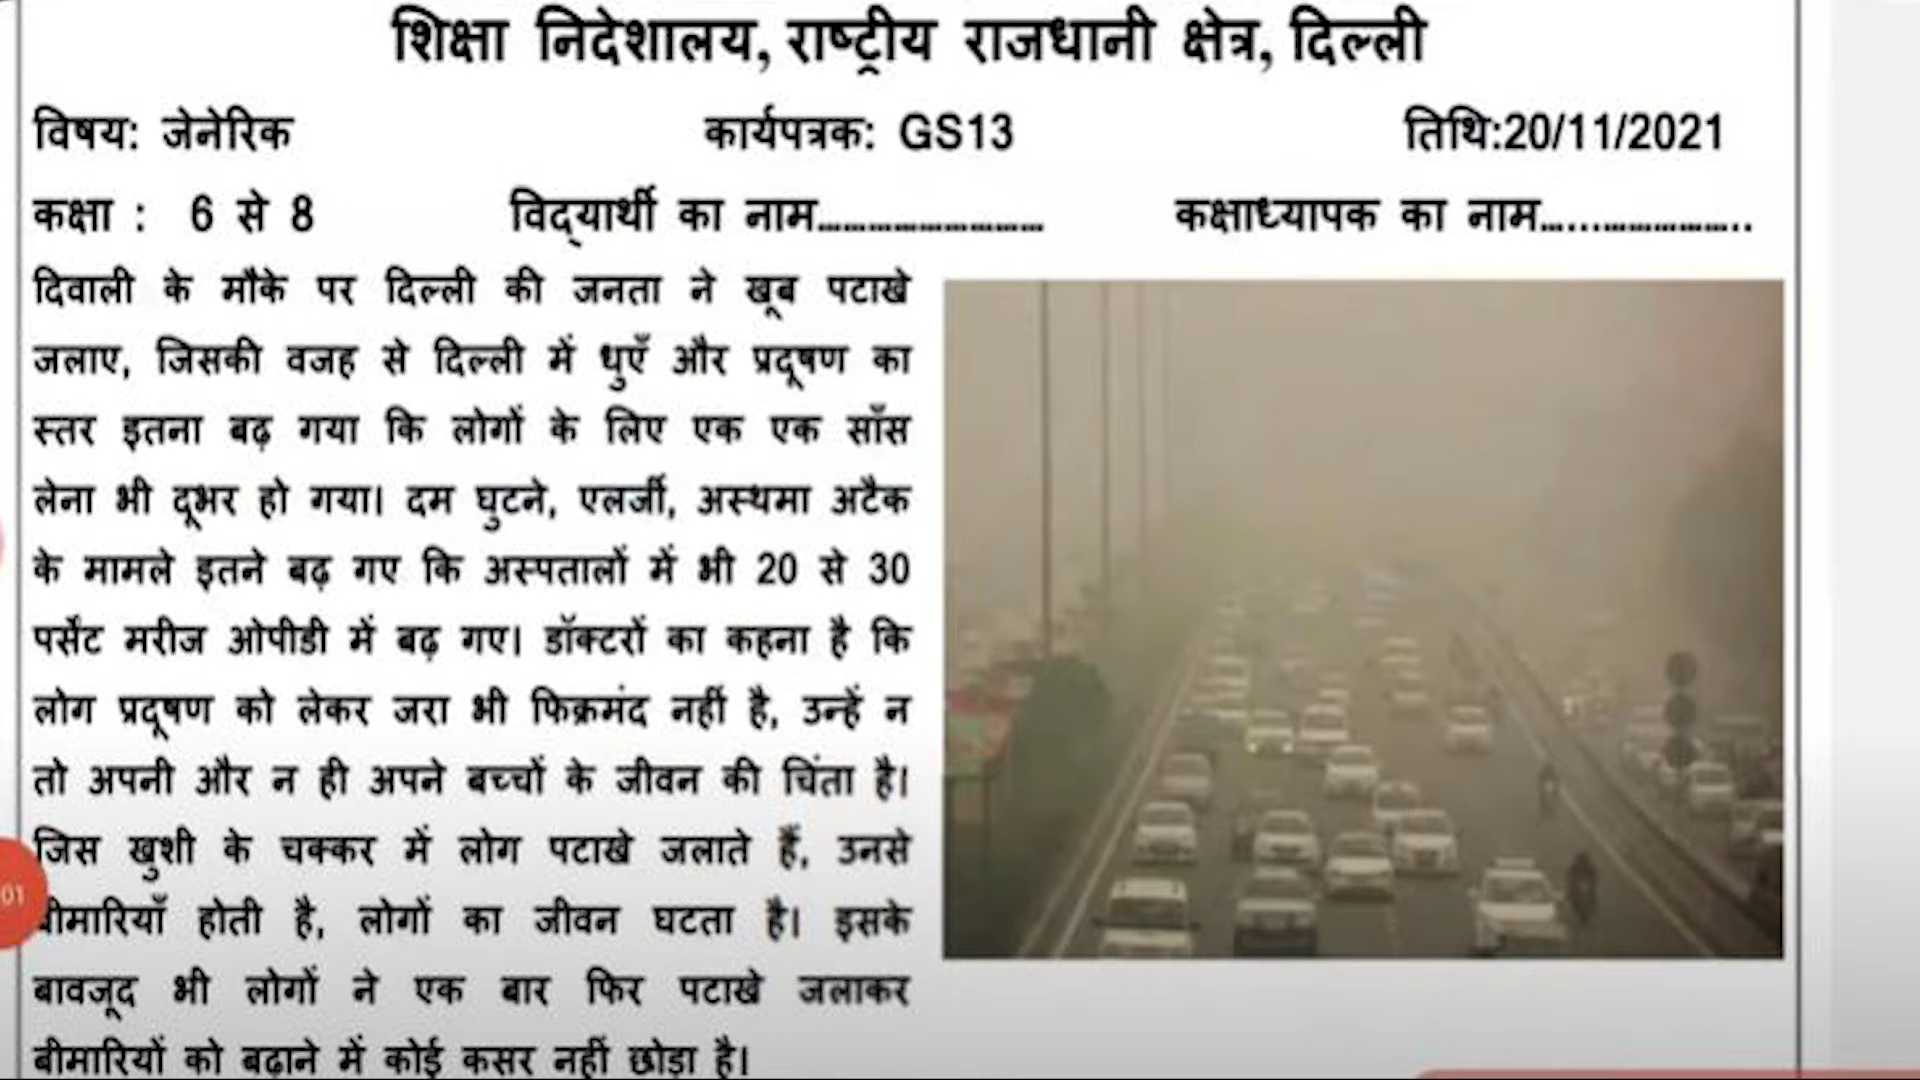 शिक्षा निदेशालय, राष्ट्रीय राजधानी क्षेत्र, दिल्ली
विषय: जेनेरिक कार्यपत्रक: GS13 तिथि:20/11/2021
कक्षा : 6 से 8 विद्यार्थी का नाम........................... कक्षाध्यापक का नाम.........................
दिवाली के मौके पर दिल्ली की जनता ने खूब पटाखे
जलाए, जिसकी वजह से दिल्ली में धुएँ और प्रदूषण का
स्तर इतना बढ़ गया कि लोगों के लिए एक एक साँस
लेना भी दूभर हो गया। दम घुटने, एलर्जी, अस्थमा अटैक
के मामले इतने बढ़ गए कि अस्पतालों में भी 20 से 30
पर्सेंट मरीज ओपीडी में बढ़ गए। डॉक्टरों का कहना है कि
लोग प्रदूषण को लेकर जरा भी फिक्रमंद नहीं है, उन्हें न
तो अपनी और न ही अपने बच्चों के जीवन की चिंता है।
जिस खुशी के चक्कर में लोग पटाखे जलाते हैं, उनसे
बीमारियाँ होती है, लोगों का जीवन घटता है। इसके
बावजूद भी लोगों ने एक बार फिर पटाखे जलाकर
बीमारियों को बढ़ाने में कोई कसर नहीं छोड़ा है।
01